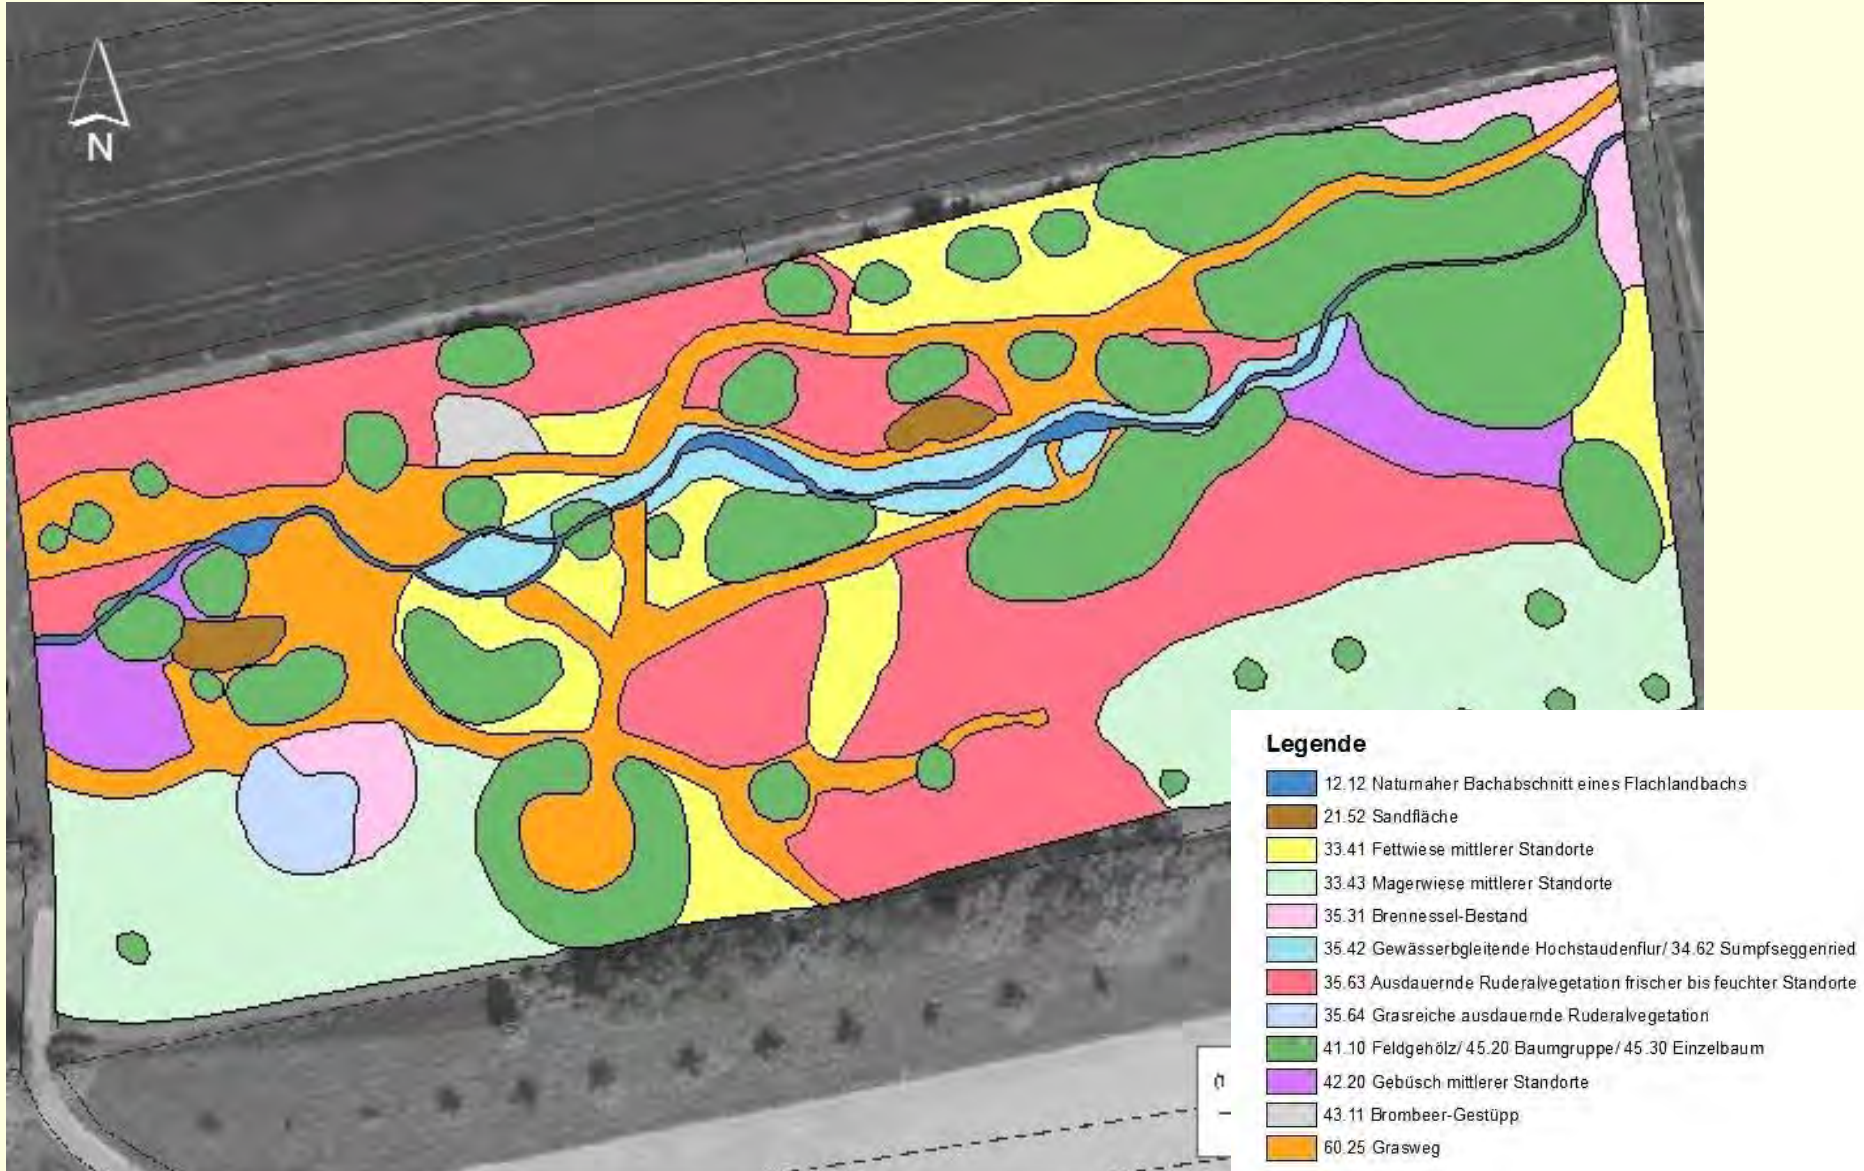 N
Legende
12.12 Naturnaher Bachabschnitt eines Flachlandbachs
21.52 Sandfläche
33.41 Fettwiese mittlerer Standorte
33.43 Magerwiese mittlerer Standorte
35.31 Brennessel-Bestand
35.42 Gewässerbgleitende Hochstaudenflur/ 34.62 Sumpfseggenried
35.63 Ausdauernde Ruderalvegetation frischer bis feuchter Standorte
35.64 Grasreiche ausdauernde Ruderalvegetation
41.10 Feldgehölz/ 45.20 Baumgruppe/ 45.30 Einzelbaum
42.20 Gebüsch mittlerer Standorte
43.11 Brombeer-Gestüpp
60.25 Grasweg